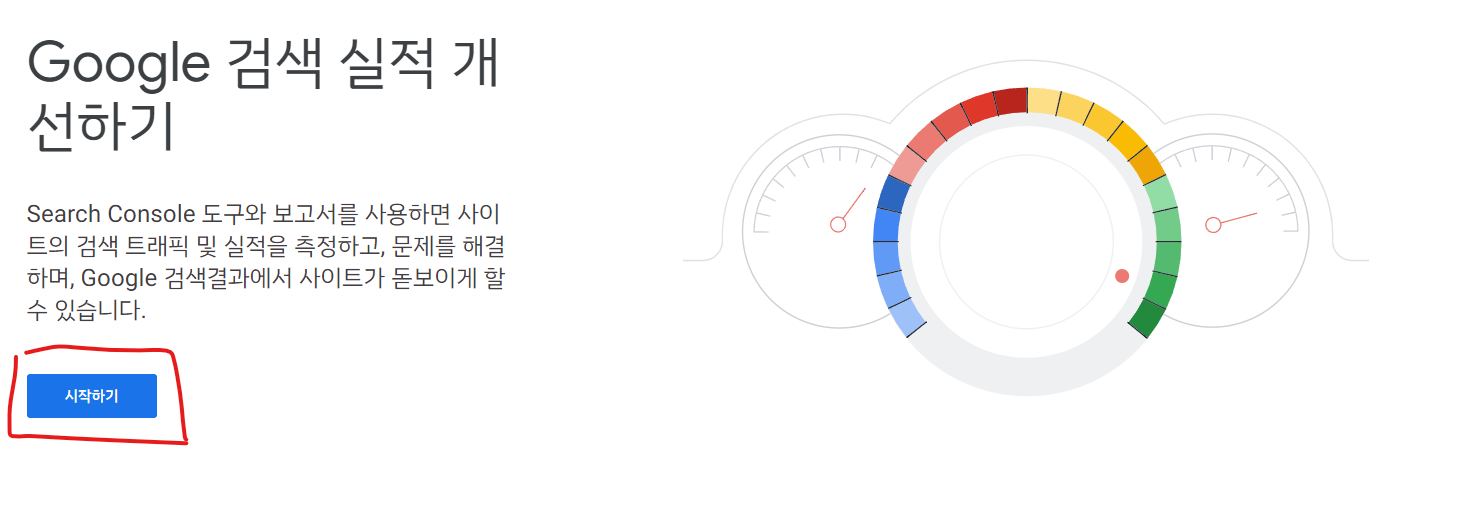 Google 검색 실적 개
선하기
Search Console 도구와 보고서를 사용하면 사이
트의 검색 트래픽 및 실적을 측정하고, 문제를 해결
하며, Google 검색결과에서 사이트가 돋보이게 할
수 있습니다.
시작하기